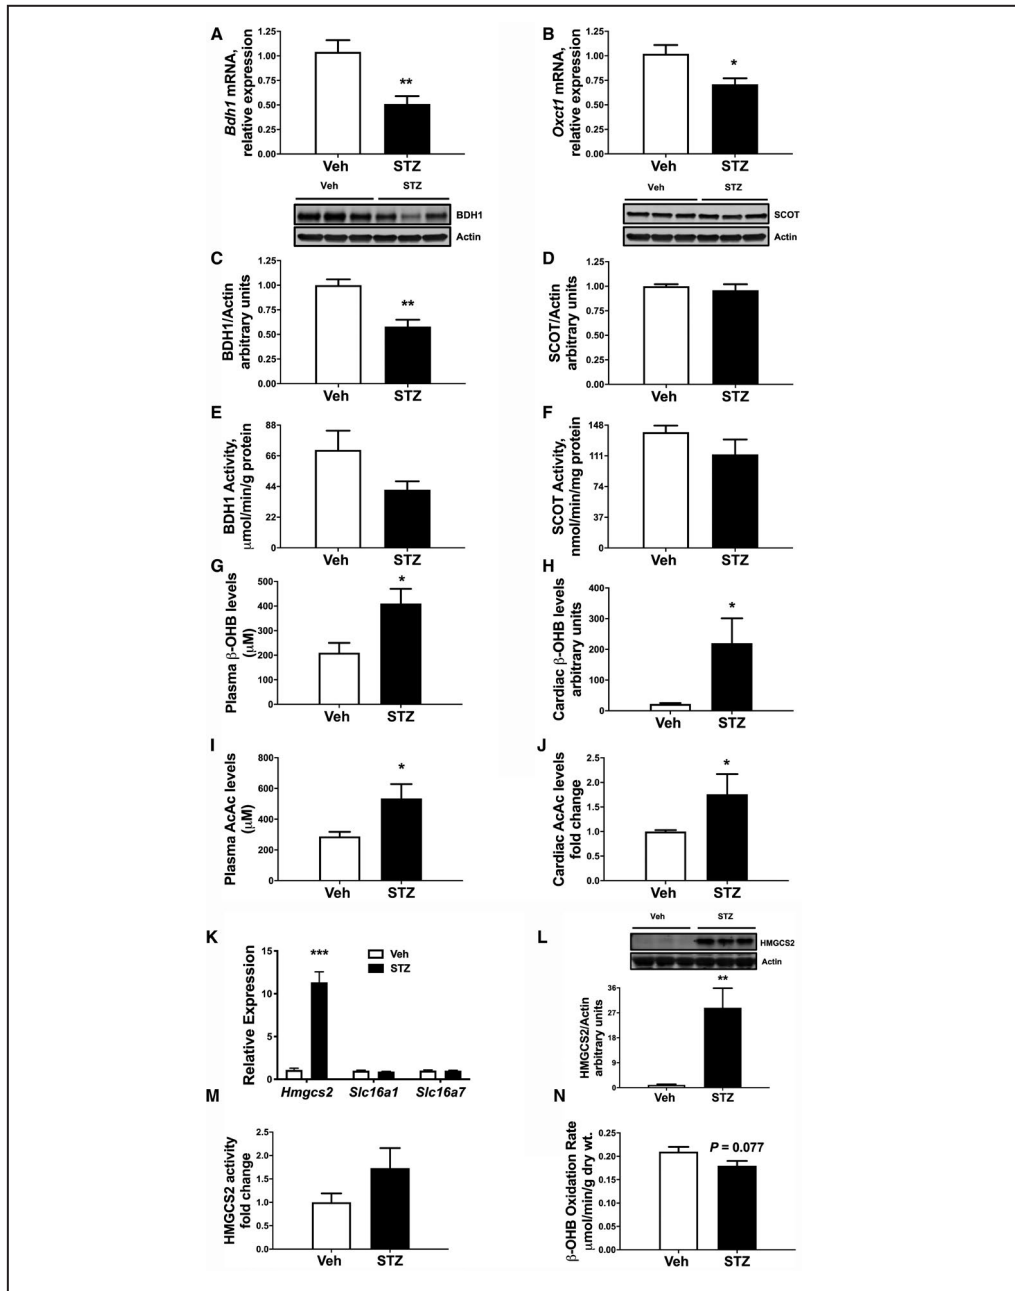 A
Bdh1 mRNA,
relative expression
1.25
1.00
0.75
0.50
0.25
0.00
**
Veh
STZ
B
Oxct1 mRNA,
relative expression
1.25
1.00
0.75
0.50
0.25
0.00
*
Veh
STZ
Veh
STZ
BDH1
Actin
Veh
STZ
SCOT
Actin
C
BDH1/Actin
arbitrary units
1.25
1.00
0.75
0.50
0.25
0.00
**
Veh
STZ
D
SCOT/Actin
arbitrary units
1.25
1.00
0.75
0.50
0.25
0.00
Veh
STZ
E
BDH1 Activity,
μmol/min/g protein
88
66
44
22
0
Veh
STZ
F
SCOT Activity,
nmol/min/mg protein
148
111
74
37
0
Veh
STZ
G
Plasma β-OHB levels
(μM)
500
400
300
200
100
0
*
Veh
STZ
H
Cardiac β-OHB levels
arbitrary units
400
300
200
100
0
*
Veh
STZ
I
Plasma AcAc levels
(μM)
800
600
400
200
0
*
Veh
STZ
J
Cardiac AcAc levels
fold change
2.5
2.0
1.5
1.0
0.5
0.0
*
Veh
STZ
K
Relative Expression
15
10
5
0
***
Veh
STZ
Hmgcs2
Slc16a1
Slc16a7
L
Veh
STZ
HMGCS2
Actin
HMGCS2/Actin
arbitrary units
36
27
18
9
0
**
Veh
STZ
M
HMGCS2 activity
fold change
2.5
2.0
1.5
1.0
0.5
0.0
Veh
STZ
N
β-OHB Oxidation Rate
μmol/min/g dry wt.
0.25
0.20
0.15
0.10
0.05
0.00
P = 0.077
Veh
STZ